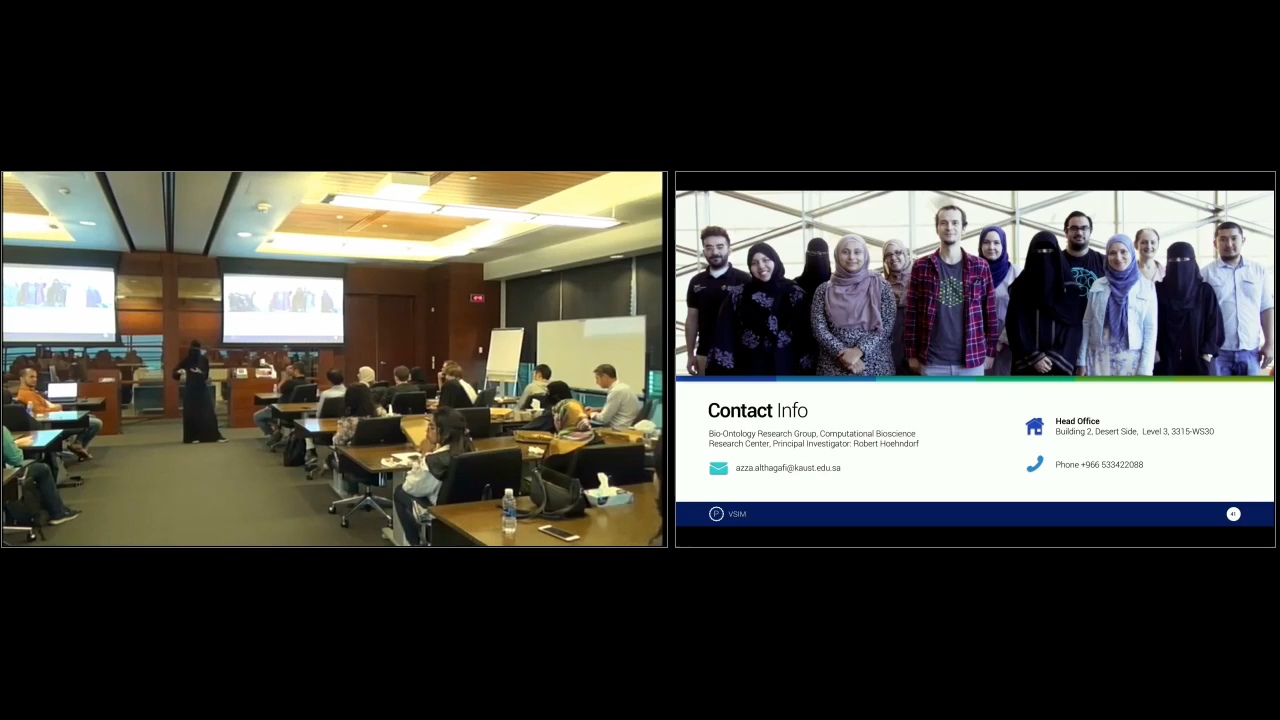 Contact Info
Bio-Ontology Research Group, Computational Bioscience
Research Center, Principal Investigator: Robert Hoehndorf
azza.althagafi@kaust.edu.sa
Head Office
Building 2, Desert Side, Level 3, 3315-WS30
Phone +966 533422088
P VSIM
41